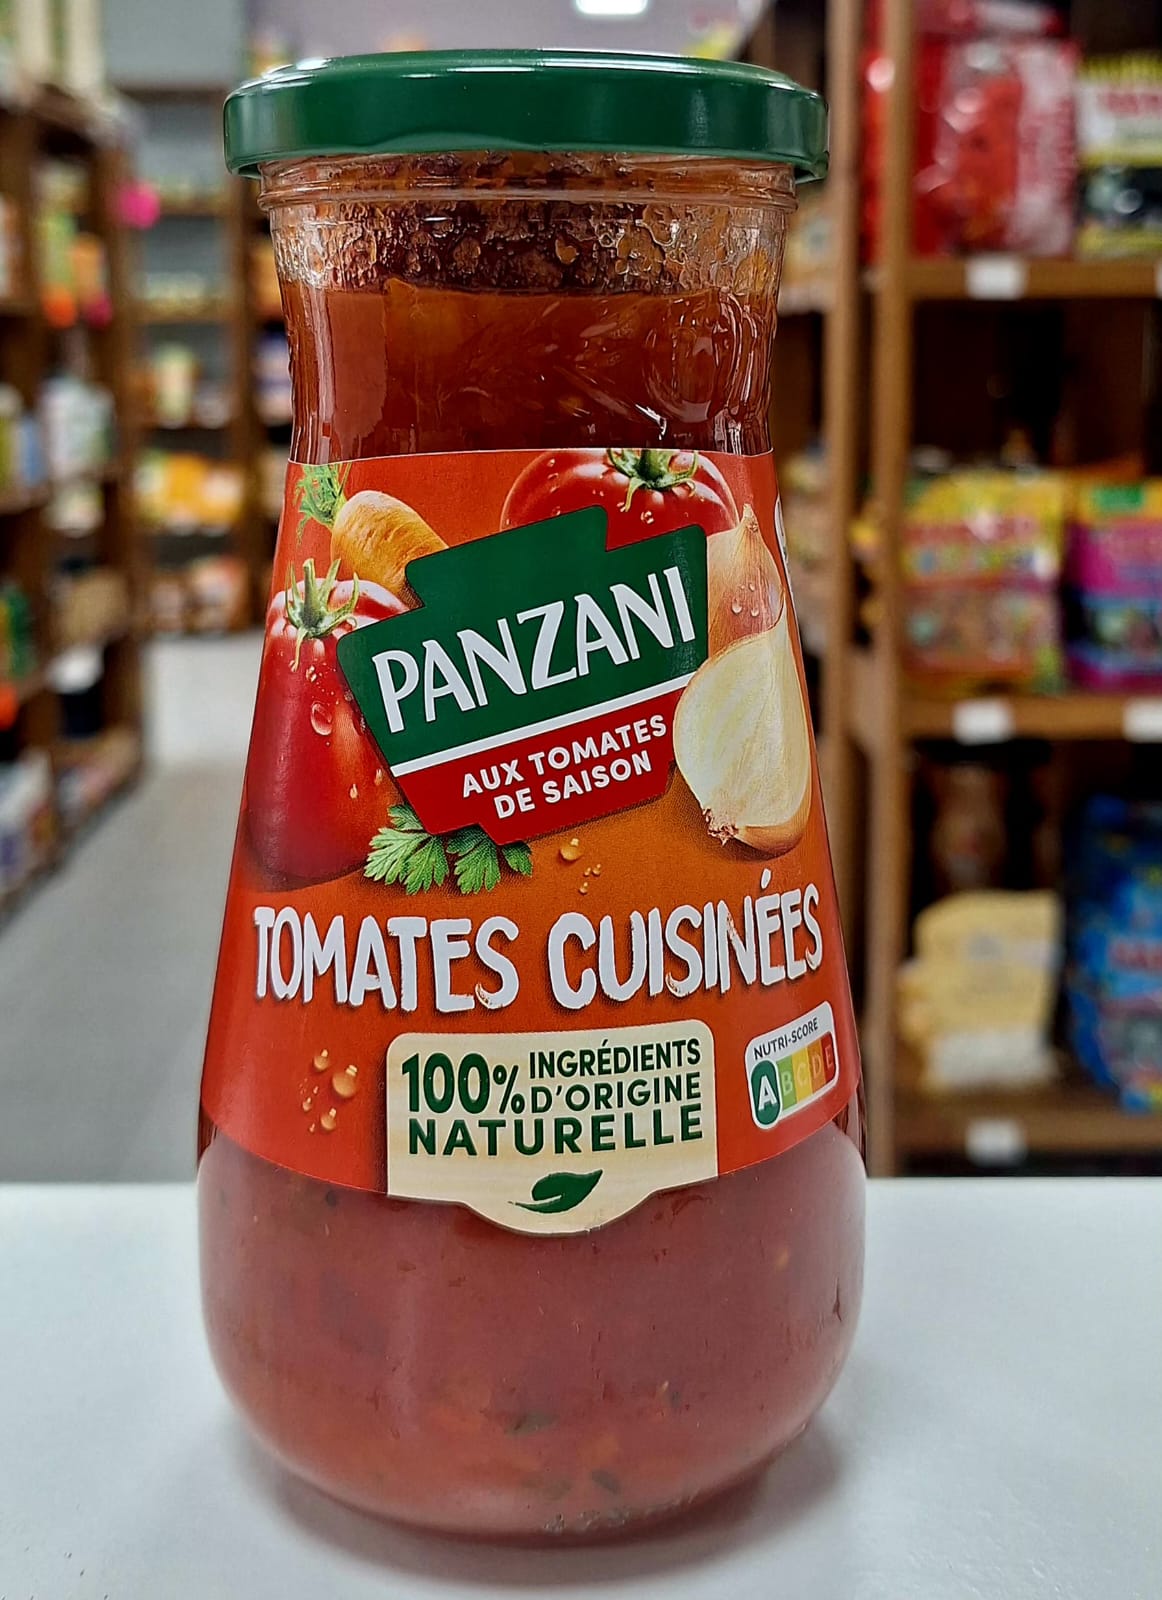 PANZANI
AUX TOMATES
DE SAISON
TOMATES CUISINÉES
100% INGRÉDIENTS
D'ORIGINE
NATURELLE
NUTRI-SCORE
A B C D E